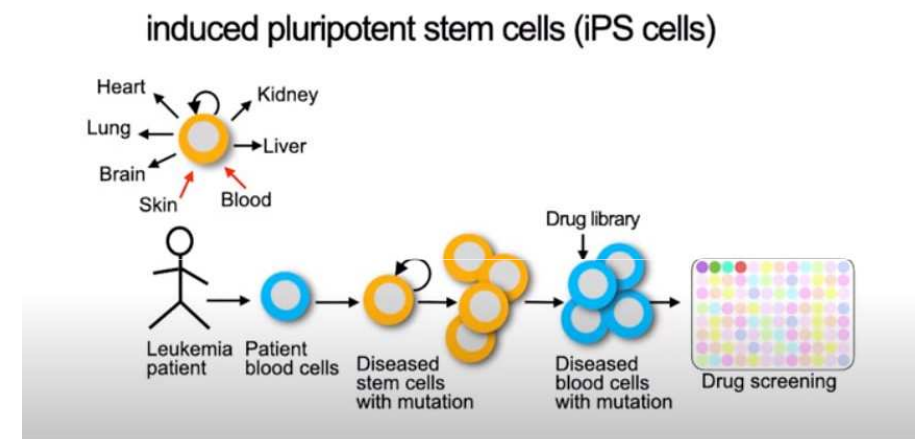 induced pluripotent stem cells (iPS cells)
Heart
Kidney
Lung
Liver
Brain
Skin
Blood
Drug library
Leukemia
patient
Patient
blood cells
Diseased
stem cells
with mutation
Diseased
blood cells
with mutation
Drug screening